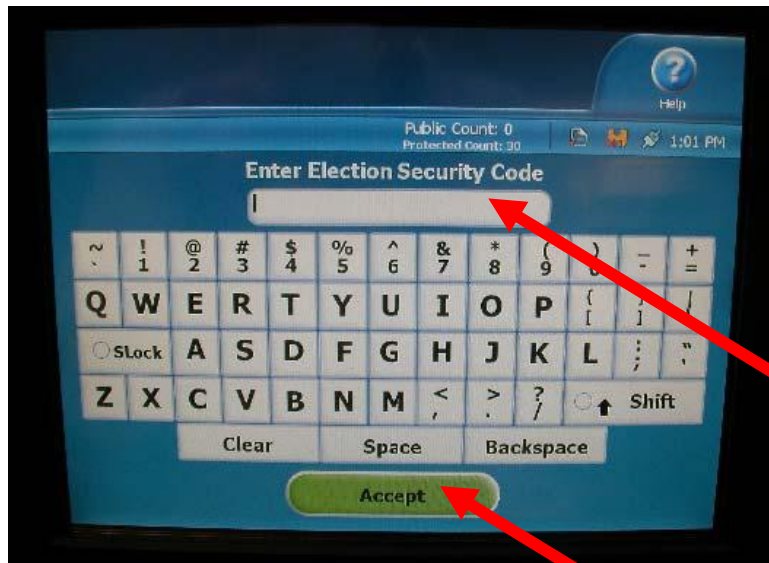 ?
Help
Public Count: 0
Protected Count: 30
1:01 PM
Enter Election Security Code
~ ! @ # $ % ^ & * ( ) _ +
` 1 2 3 4 5 6 7 8 9 - =
Q W E R T Y U I O P { [ ]
SLock A S D F G H J K L : ; " '
Z X C V B N M < , > . ? / Shift
Clear Space Backspace
Accept